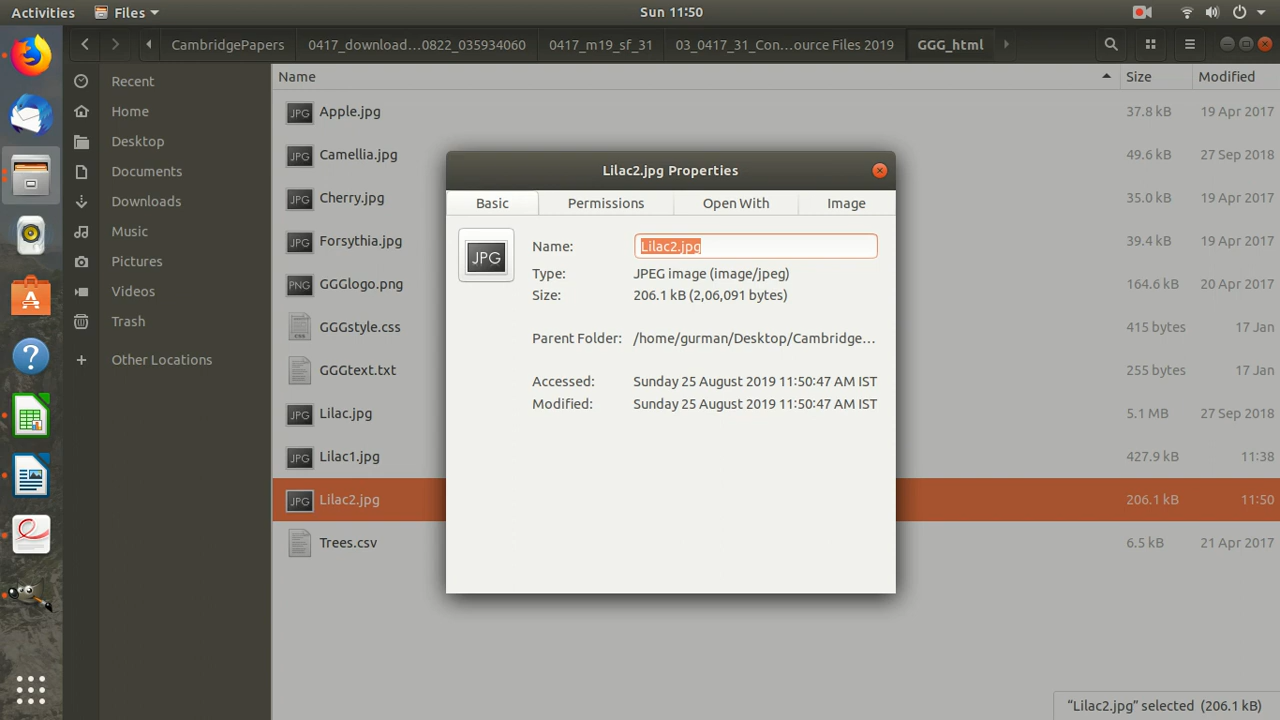 Activities
Files
Sun 11:50
CambridgePapers
0417_download…0822_035934060
0417_m19_sf_31
03_0417_31_Con…ource Files 2019
GGG_html
Recent
Home
Desktop
Documents
Downloads
Music
Pictures
Videos
Trash
+ Other Locations
Name Size Modified
JPG Apple.jpg 37.8 kB 19 Apr 2017
JPG Camellia.jpg 49.6 kB 27 Sep 2018
JPG Cherry.jpg 35.0 kB 19 Apr 2017
JPG Forsythia.jpg 39.4 kB 19 Apr 2017
PNG GGGlogo.png 164.6 kB 20 Apr 2017
GGGstyle.css 415 bytes 17 Jan
GGGtext.txt 255 bytes 17 Jan
JPG Lilac.jpg 5.1 MB 27 Sep 2018
JPG Lilac1.jpg 427.9 kB 11:38
JPG Lilac2.jpg 206.1 kB 11:50
Trees.csv 6.5 kB 21 Apr 2017
Lilac2.jpg Properties
Basic Permissions Open With Image
JPG
Name: Lilac2.jpg
Type: JPEG image (image/jpeg)
Size: 206.1 kB (2,06,091 bytes)
Parent Folder: /home/gurman/Desktop/Cambridge…
Accessed: Sunday 25 August 2019 11:50:47 AM IST
Modified: Sunday 25 August 2019 11:50:47 AM IST
“Lilac2.jpg” selected (206.1 kB)